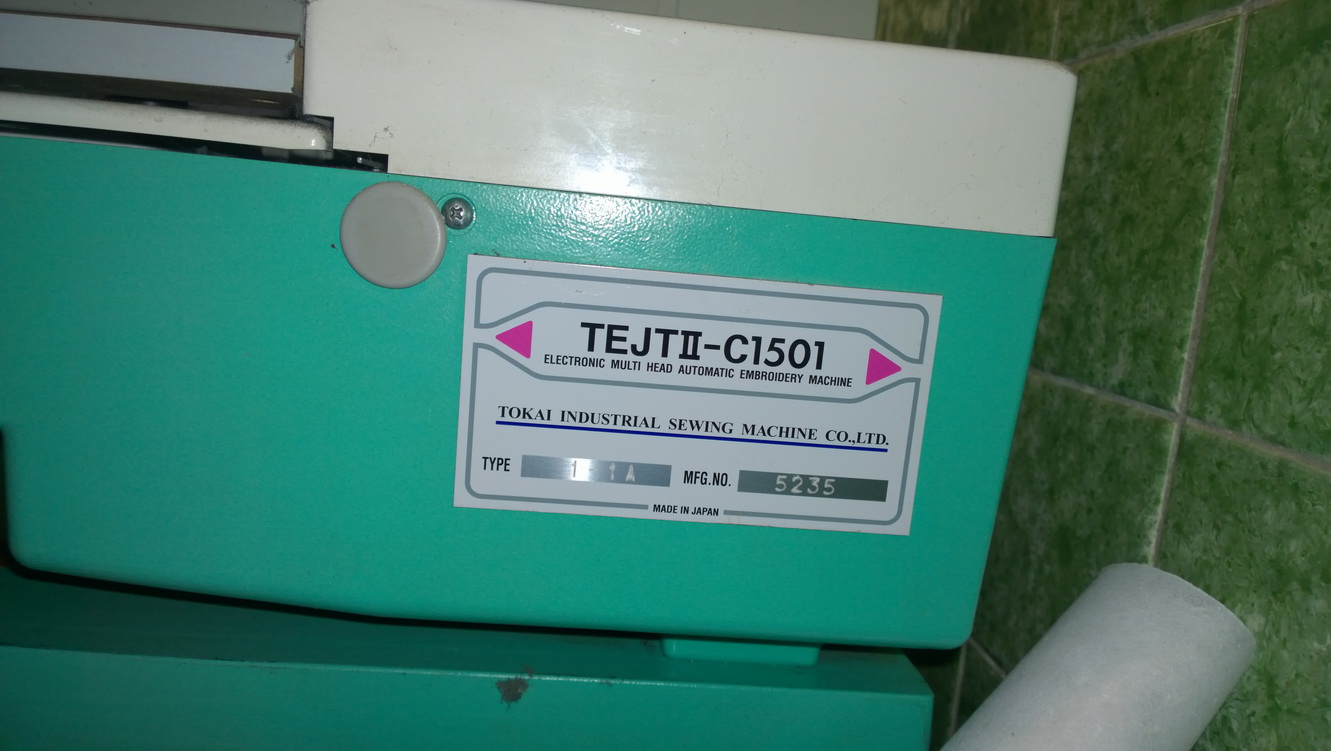 TEJTⅡ-C1501
ELECTRONIC MULTI HEAD AUTOMATIC EMBROIDERY MACHINE
TOKAI INDUSTRIAL SEWING MACHINE CO.,LTD.
TYPE MFG.NO. 5235
MADE IN JAPAN